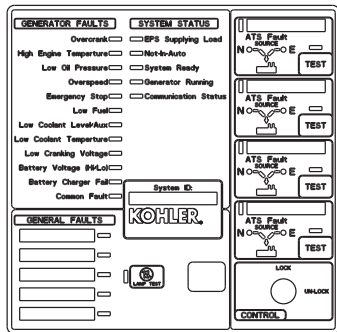 GENERATOR FAULTS
Overcrank
High Engine Temperture
Low Oil Pressure
Overspeed
Emergency Stop
Low Fuel
Low Coolant Level/Aux
Low Coolant Temperture
Low Cranking Voltage
Battery Voltage (Hi/Lo)
Battery Charger Fail
Common Fault
SYSTEM STATUS
EPS Supplying Load
Not-In-Auto
System Ready
Generator Running
Communication Status
System ID:
KOHLER®
GENERAL FAULTS
LAMP TEST
ATS Fault
SOURCE
N E
TEST
ATS Fault
SOURCE
N E
TEST
ATS Fault
SOURCE
N E
TEST
ATS Fault
SOURCE
N E
TEST
LOCK
UN-LOCK
CONTROL